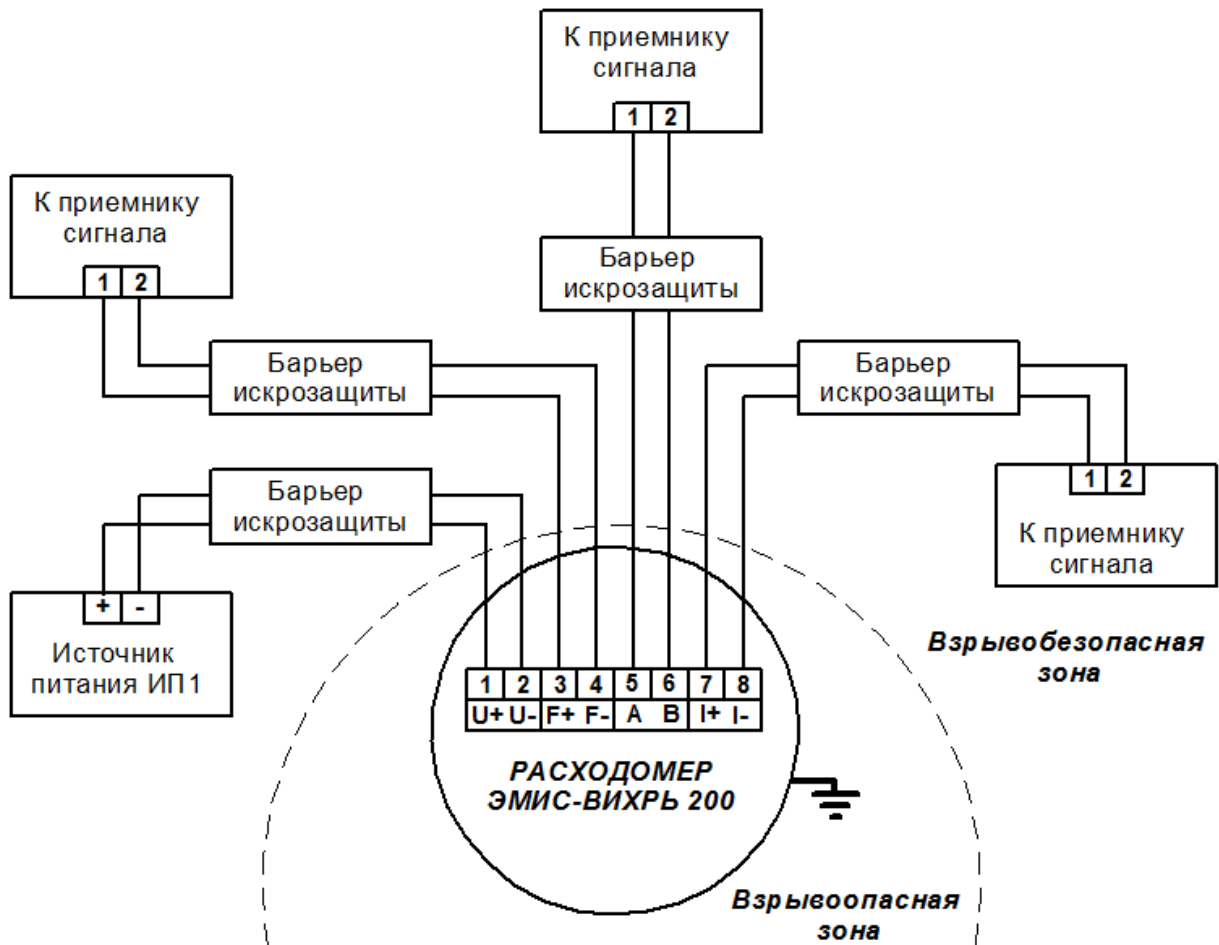 К приемнику
сигнала
1 2
К приемнику
сигнала
1 2
Барьер
искрозащиты
Барьер
искрозащиты
Барьер
искрозащиты
1 2
К приемнику
сигнала
Барьер
искрозащиты
+ -
Источник
питания ИП1
Взрывобезопасная
зона
1 2 3 4 5 6 7 8
U+ U- F+ F- A B I+ I-
РАСХОДОМЕР
ЭМИС-ВИХРЬ 200
Взрывоопасная
зона